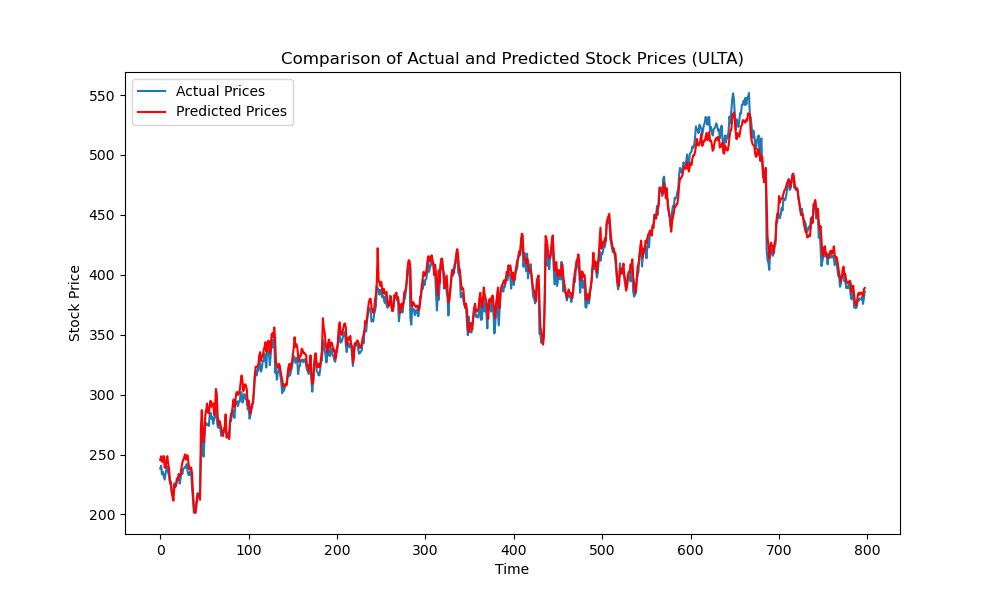 Comparison of Actual and Predicted Stock Prices (ULTA)
Actual Prices
Predicted Prices
Stock Price
550
500
450
400
350
300
250
200
0 100 200 300 400 500 600 700 800
Time